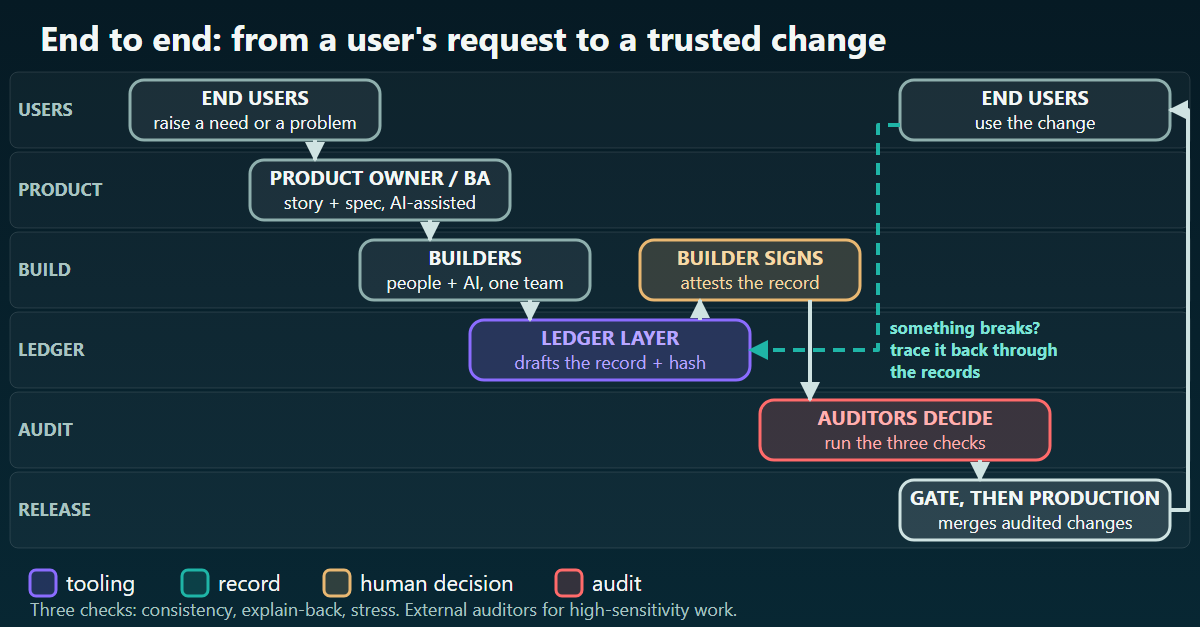 End to end: from a user's request to a trusted change
USERS
END USERS
raise a need or a problem
END USERS
use the change
PRODUCT
PRODUCT OWNER / BA
story + spec, AI-assisted
BUILD
BUILDERS
people + AI, one team
BUILDER SIGNS
attests the record
LEDGER
LEDGER LAYER
drafts the record + hash
something breaks?
trace it back through
the records
AUDIT
AUDITORS DECIDE
run the three checks
RELEASE
GATE, THEN PRODUCTION
merges audited changes
tooling
record
human decision
audit
Three checks: consistency, explain-back, stress. External auditors for high-sensitivity work.